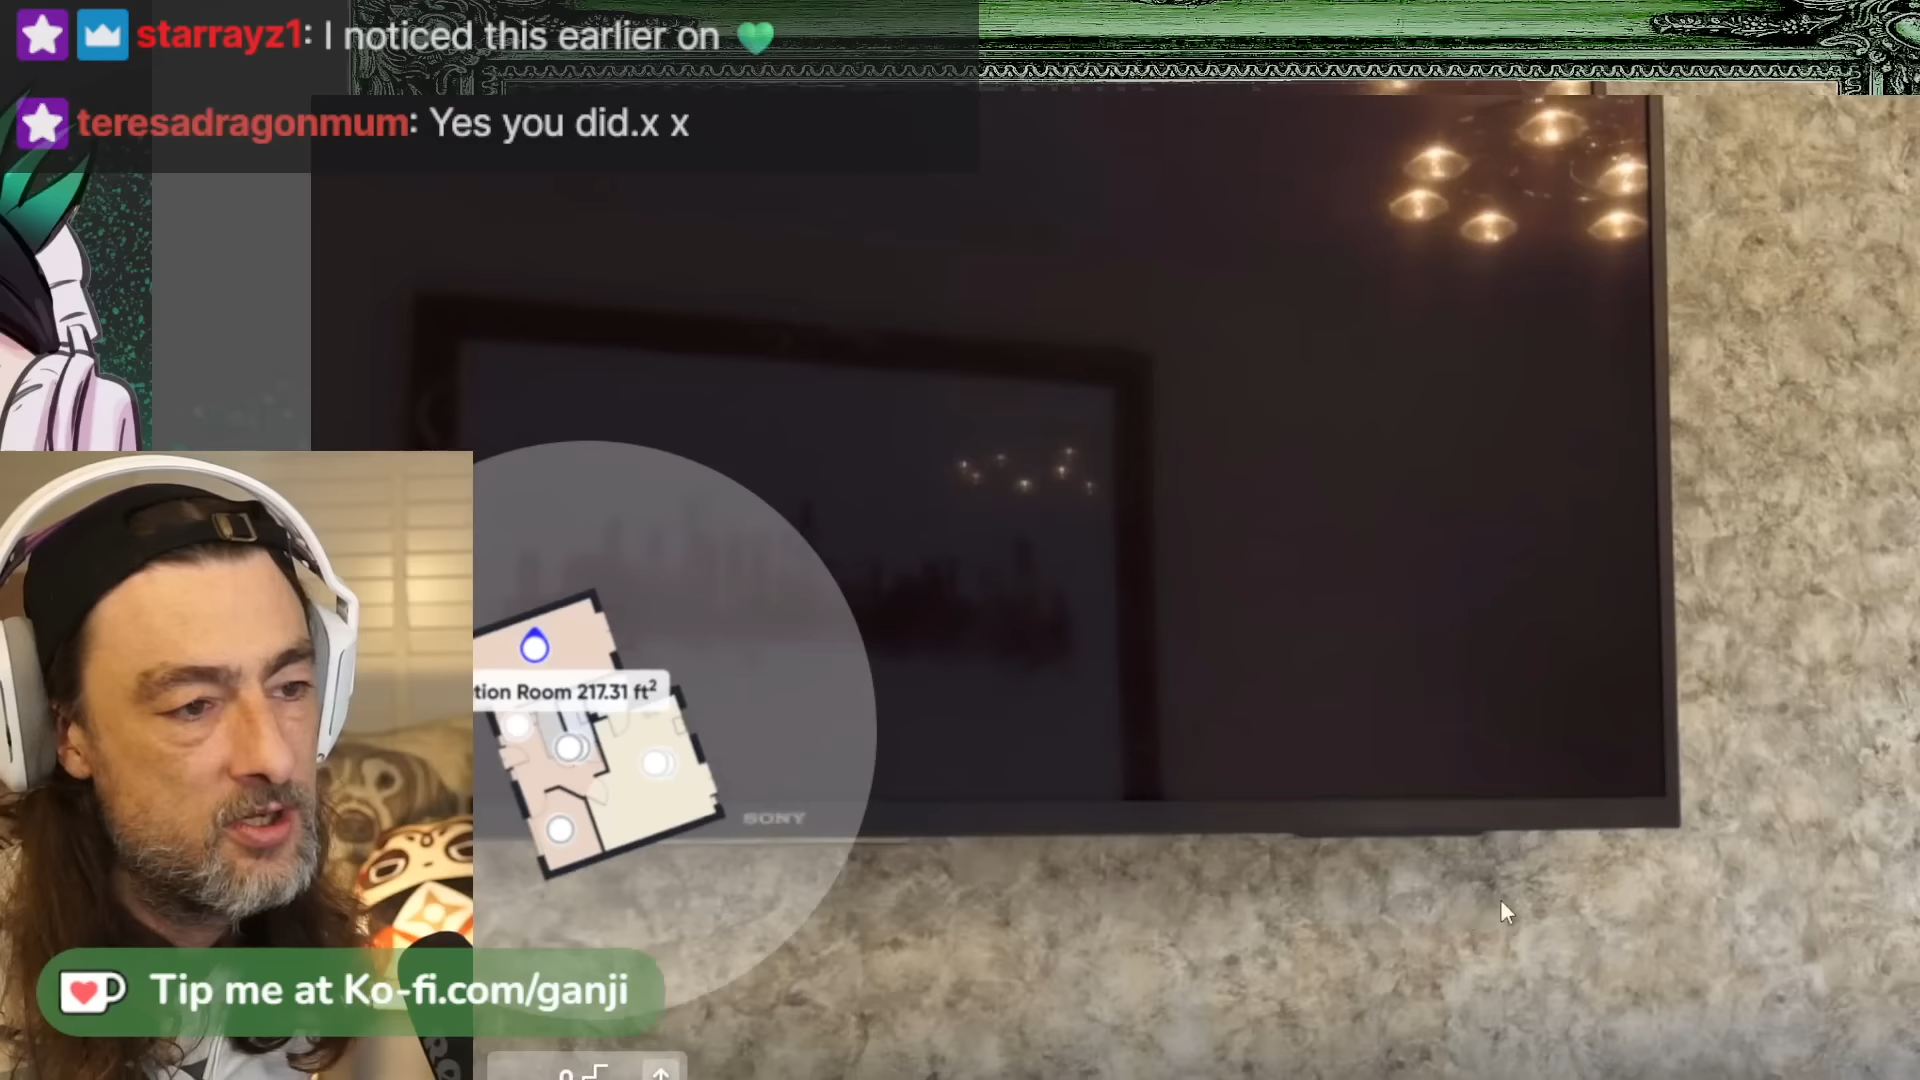 starrayz1: I noticed this earlier on 💚
teresadragonmum: Yes you did.x x
tion Room 217.31 ft²
SONY
Tip me at Ko-fi.com/ganji